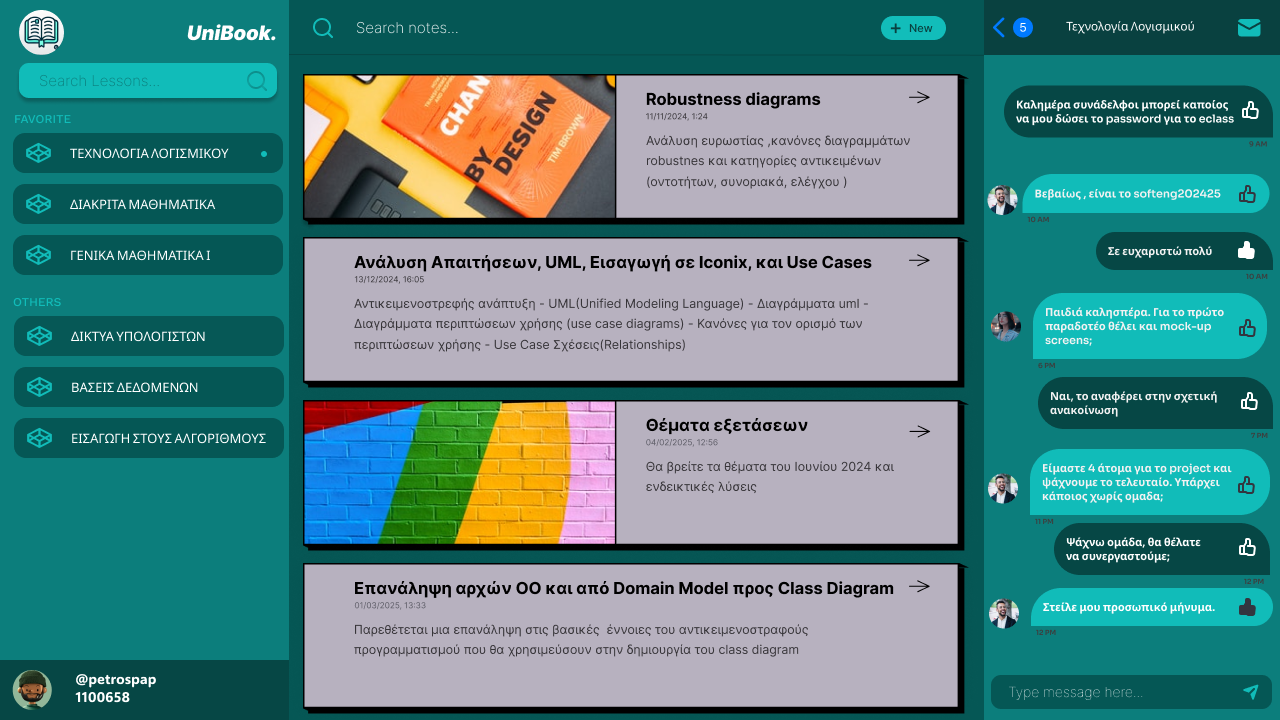 UniBook.
Search Lessons...
FAVORITE
ΤΕΧΝΟΛΟΓΙΑ ΛΟΓΙΣΜΙΚΟΥ
ΔΙΑΚΡΙΤΑ ΜΑΘΗΜΑΤΙΚΑ
ΓΕΝΙΚΑ ΜΑΘΗΜΑΤΙΚΑ Ι
OTHERS
ΔΙΚΤΥΑ ΥΠΟΛΟΓΙΣΤΩΝ
ΒΑΣΕΙΣ ΔΕΔΟΜΕΝΩΝ
ΕΙΣΑΓΩΓΗ ΣΤΟΥΣ ΑΛΓΟΡΙΘΜΟΥΣ
@petrospap
1100658
Search notes...
New
CHAN
BY
DESIGN
TIM BROWN
Robustness diagrams
11/11/2024, 1:24
Ανάλυση ευρωστίας ,κανόνες διαγραμμάτων
robustnes και κατηγορίες αντικειμένων
(οντοτήτων, συνοριακά, ελέγχου )
Ανάλυση Απαιτήσεων, UML, Εισαγωγή σε Iconix, και Use Cases
13/12/2024, 16:05
Αντικειμενοστρεφής ανάπτυξη - UML(Unified Modeling Language) - Διαγράμματα uml -
Διαγράμματα περιπτώσεων χρήσης (use case diagrams) - Κανόνες για τον ορισμό των
περιπτώσεων χρήσης - Use Case Σχέσεις(Relationships)
Θέματα εξετάσεων
04/02/2025, 12:56
Θα βρείτε τα θέματα του Ιουνίου 2024 και
ενδεικτικές λύσεις
Επανάληψη αρχών ΟΟ και από Domain Model προς Class Diagram
01/03/2025, 13:33
Παρεθέτεται μια επανάληψη στις βασικές  έννοιες του αντικειμενοστραφούς
προγραμματισμού που θα χρησιμεύσουν στην δημιουργία του class diagram
5
Τεχνολογία Λογισμικού
Καλημέρα συνάδελφοι μπορεί καποίος
να μου δώσει το password για το eclass
9 AM
Βεβαίως , είναι το softeng202425
10 AM
Σε ευχαριστώ πολύ
10 AM
Παιδιά καλησπέρα. Για το πρώτο
παραδοτέο θέλει και mock-up
screens;
6 PM
Ναι, το αναφέρει στην σχετική
ανακοίνωση
7 PM
Είμαστε 4 άτομα για το project και
ψάχνουμε το τελευταίο. Υπάρχει
κάποιος χωρίς ομαδα;
11 PM
Ψάχνω ομάδα, θα θέλατε
να συνεργαστούμε;
12 PM
Στείλε μου προσωπικό μήνυμα.
12 PM
Type message here...